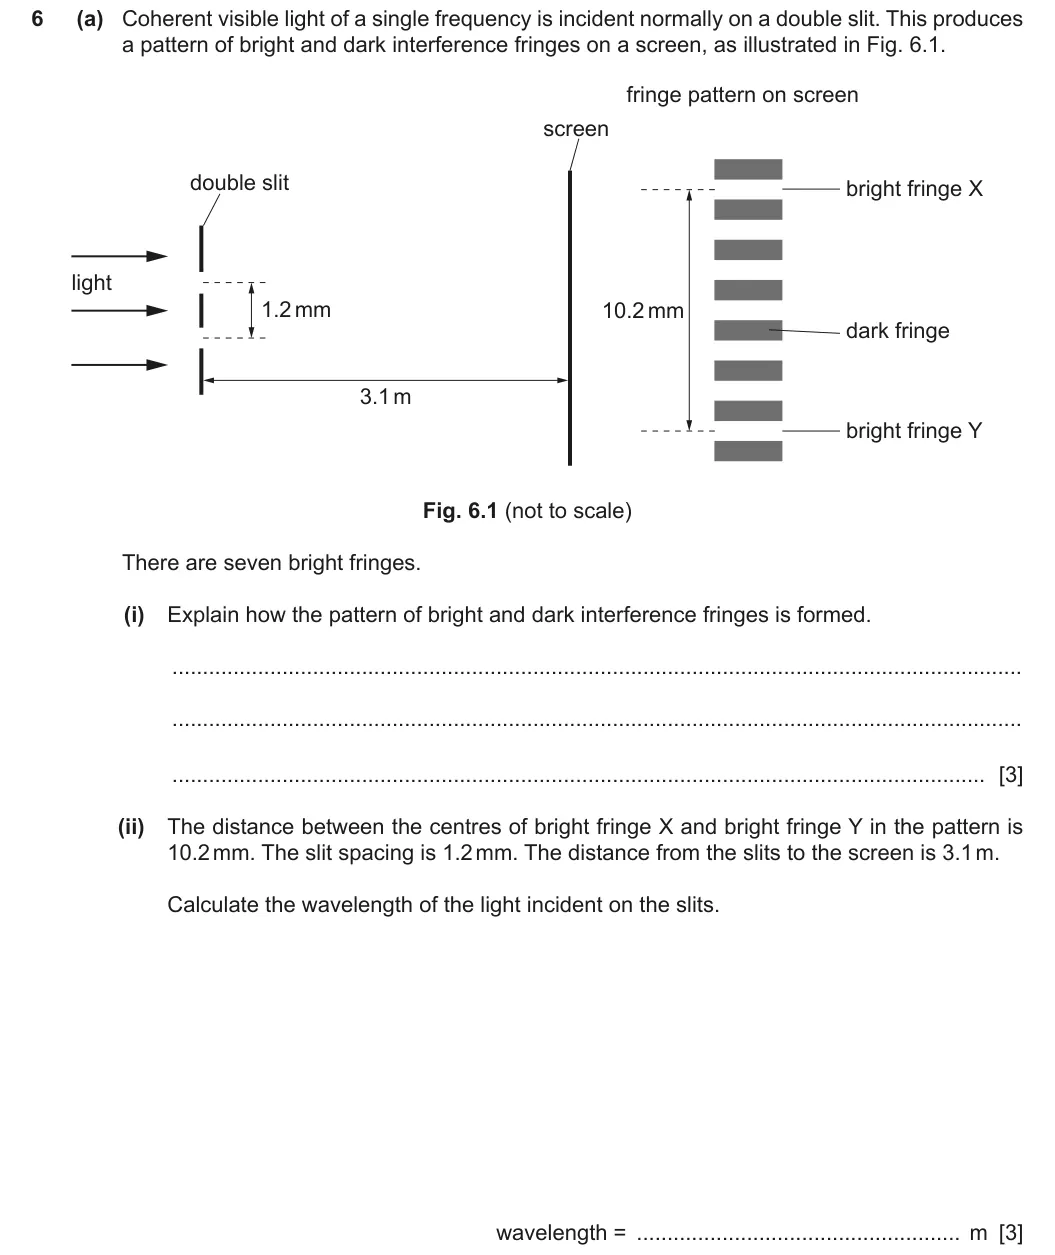 6 (a) Coherent visible light of a single frequency is incident normally on a double slit. This produces
a pattern of bright and dark interference fringes on a screen, as illustrated in Fig. 6.1.
fringe pattern on screen
screen
double slit
bright fringe X
light
1.2 mm
10.2 mm
dark fringe
3.1 m
bright fringe Y
Fig. 6.1 (not to scale)
There are seven bright fringes.
(i) Explain how the pattern of bright and dark interference fringes is formed.
...................................................................................................................................
...................................................................................................................................
............................................................................................................................. [3]
(ii) The distance between the centres of bright fringe X and bright fringe Y in the pattern is
10.2 mm. The slit spacing is 1.2 mm. The distance from the slits to the screen is 3.1 m.
Calculate the wavelength of the light incident on the slits.
wavelength = ..................................................... m [3]